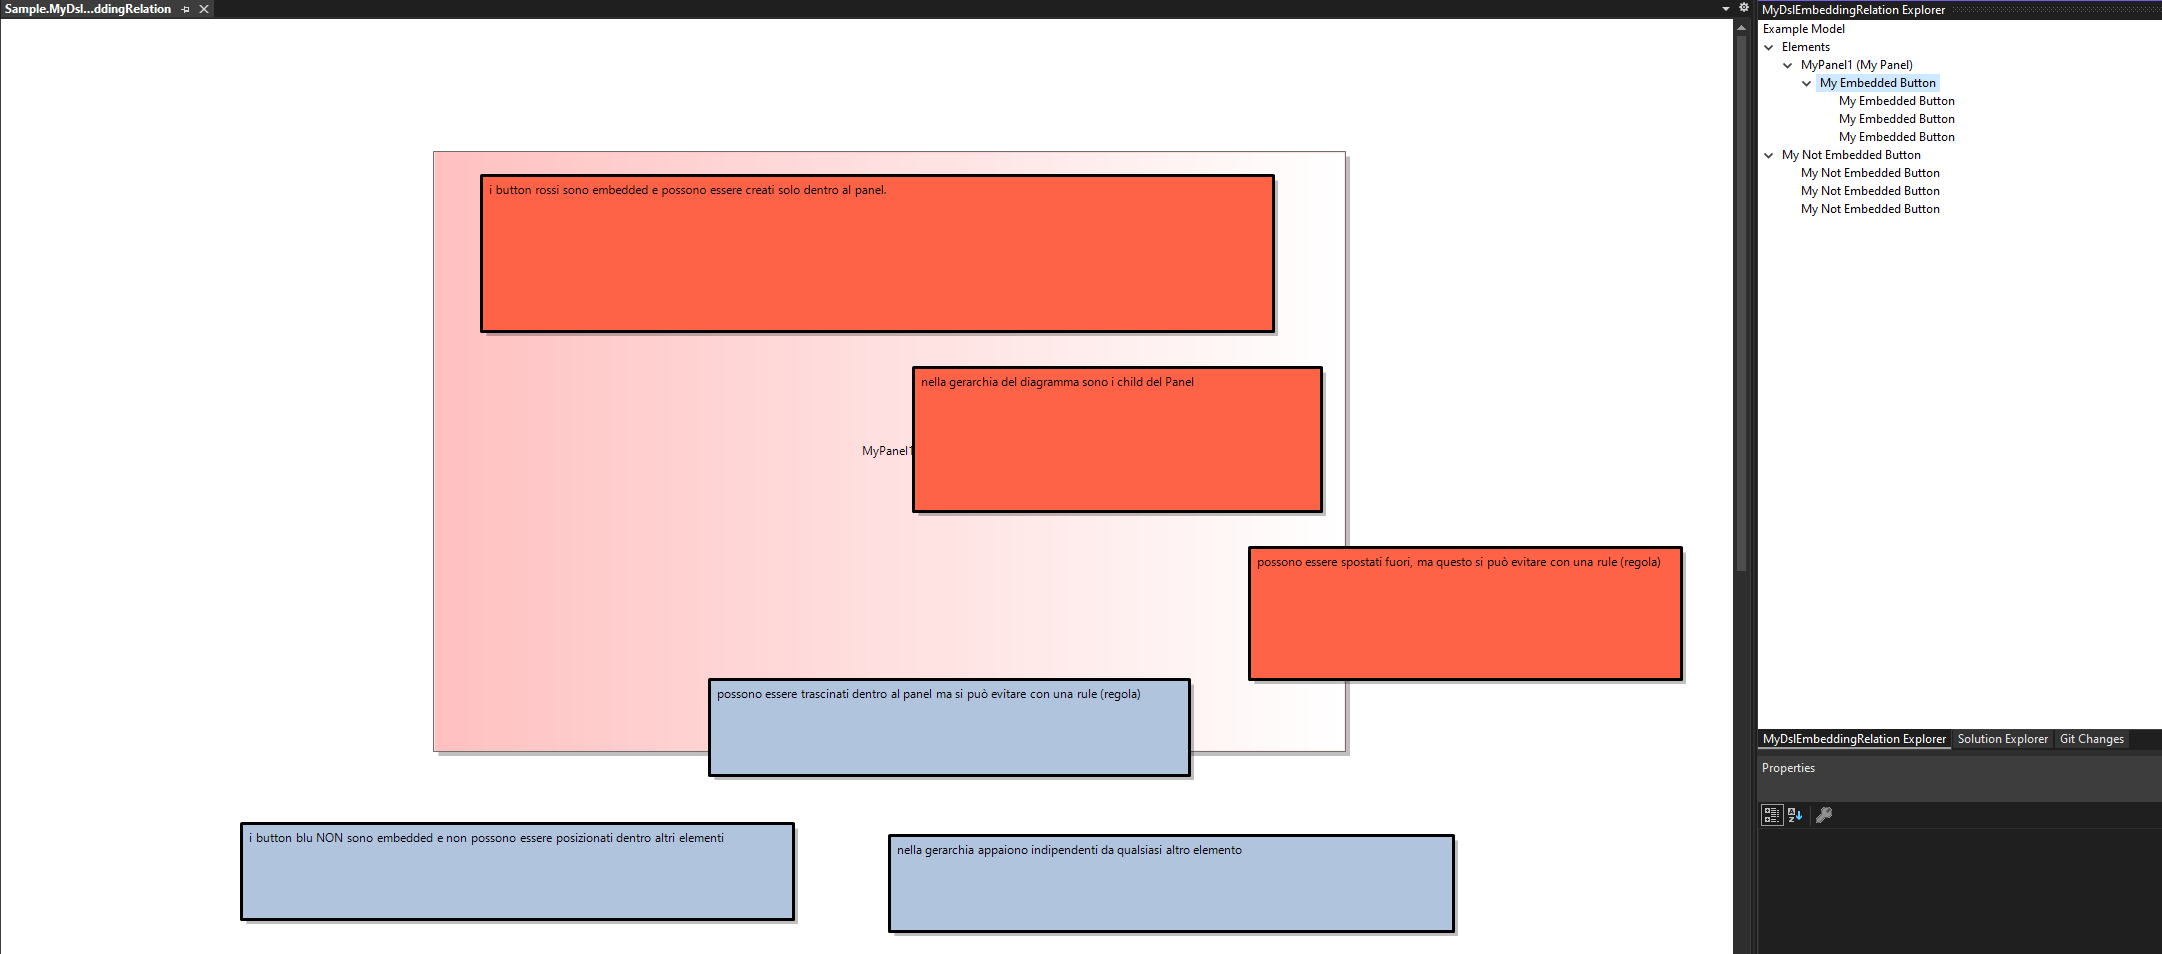 Sample.MyDsl...ddingRelation
i button rossi sono embedded e possono essere creati solo dentro al panel.
nella gerarchia del diagramma sono i child del Panel
MyPanel1
possono essere spostati fuori, ma questo si può evitare con una rule (regola)
possono essere trascinati dentro al panel ma si può evitare con una rule (regola)
i button blu NON sono embedded e non possono essere posizionati dentro altri elementi
nella gerarchia appaiono indipendenti da qualsiasi altro elemento
MyDslEmbeddingRelation Explorer
Example Model
Elements
MyPanel1 (My Panel)
My Embedded Button
My Embedded Button
My Embedded Button
My Embedded Button
My Not Embedded Button
My Not Embedded Button
My Not Embedded Button
My Not Embedded Button
MyDslEmbeddingRelation Explorer Solution Explorer Git Changes
Properties